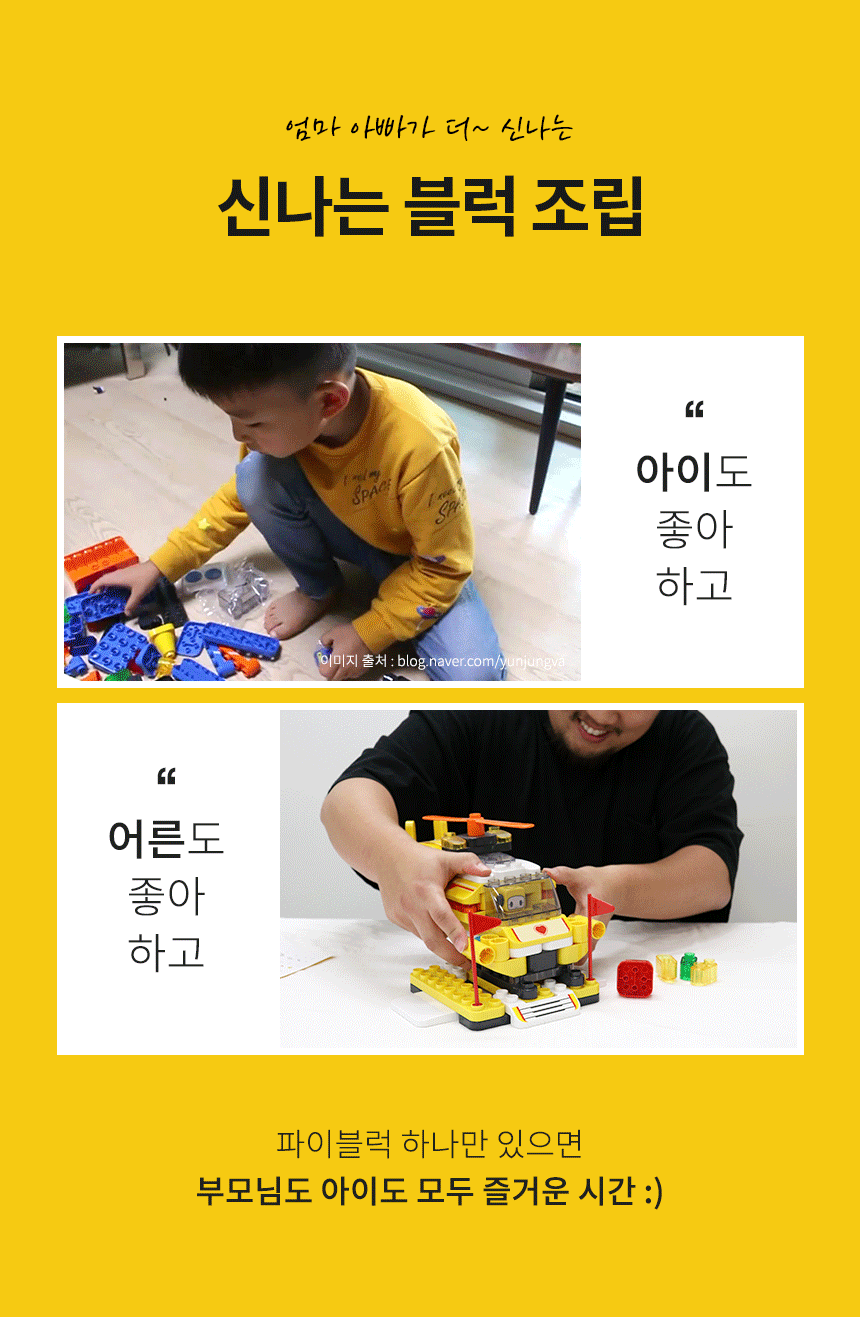 엄마 아빠가 더~ 신나는
신나는 블럭 조립
“
아이도
좋아
하고
I need my
SPACE
이미지 출처 : blog.naver.com/yunjungva
“
어른도
좋아
하고
파이블럭 하나만 있으면
부모님도 아이도 모두 즐거운 시간 :)